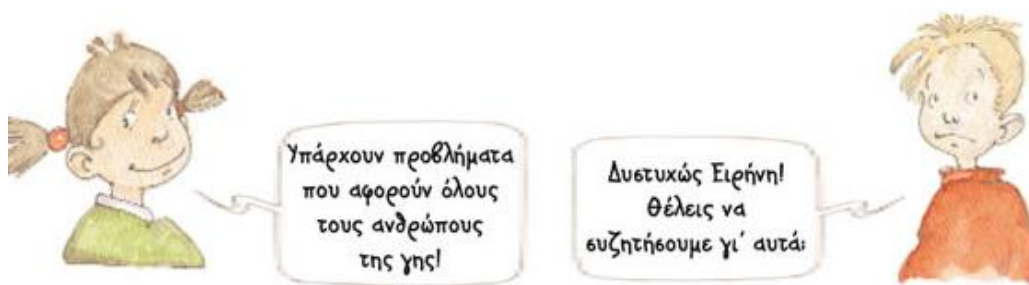 Υπάρχουν προβλήματα
που αφορούν όλους
τους ανθρώπους
της γης!
Δυστυχώς Ειρήνη!
Θέλεις να
συζητήσουμε γι΄ αυτά;